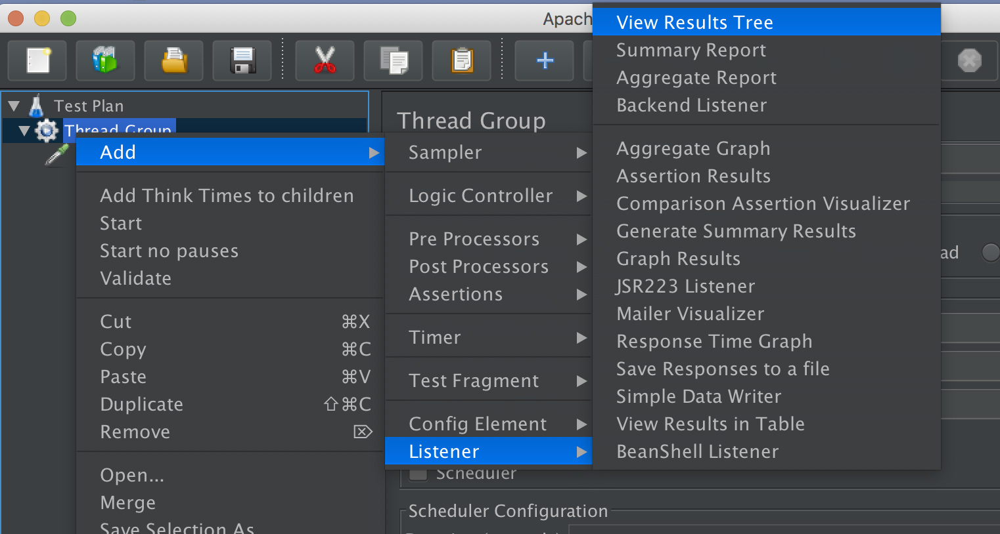 Apach
Test Plan
Thread Group
Thread Group
Add
Add Think Times to children
Start
Start no pauses
Validate
Cut ⌘X
Copy ⌘C
Paste ⌘V
Duplicate ⇧⌘C
Remove ⌦
Open...
Merge
Save Selection As
Sampler
Logic Controller
Pre Processors
Post Processors
Assertions
Timer
Test Fragment
Config Element
Listener
View Results Tree
Summary Report
Aggregate Report
Backend Listener
Aggregate Graph
Assertion Results
Comparison Assertion Visualizer
Generate Summary Results
Graph Results
JSR223 Listener
Mailer Visualizer
Response Time Graph
Save Responses to a file
Simple Data Writer
View Results in Table
BeanShell Listener
ad
Scheduler
Scheduler Configuration